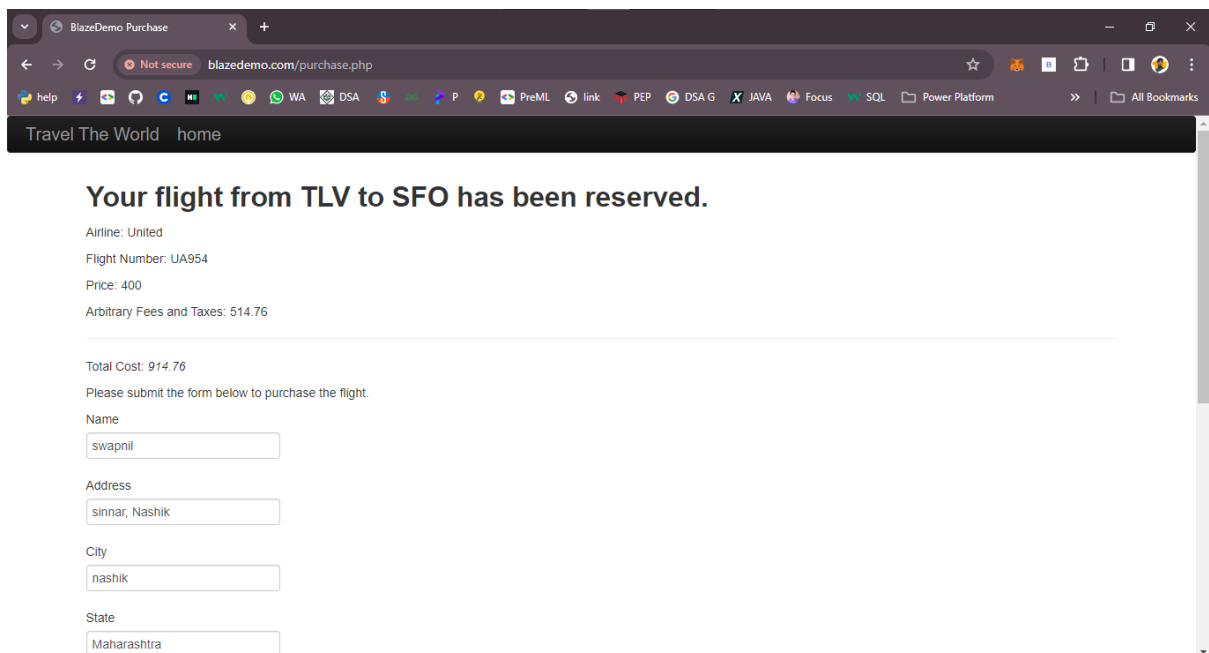 BlazeDemo Purchase
Not secure blazedemo.com/purchase.php
help WA DSA P PreML link PEP DSA G JAVA Focus SQL Power Platform » All Bookmarks
Travel The World home
Your flight from TLV to SFO has been reserved.
Airline: United
Flight Number: UA954
Price: 400
Arbitrary Fees and Taxes: 514.76
Total Cost: 914.76
Please submit the form below to purchase the flight.
Name
swapnil
Address
sinnar, Nashik
City
nashik
State
Maharashtra